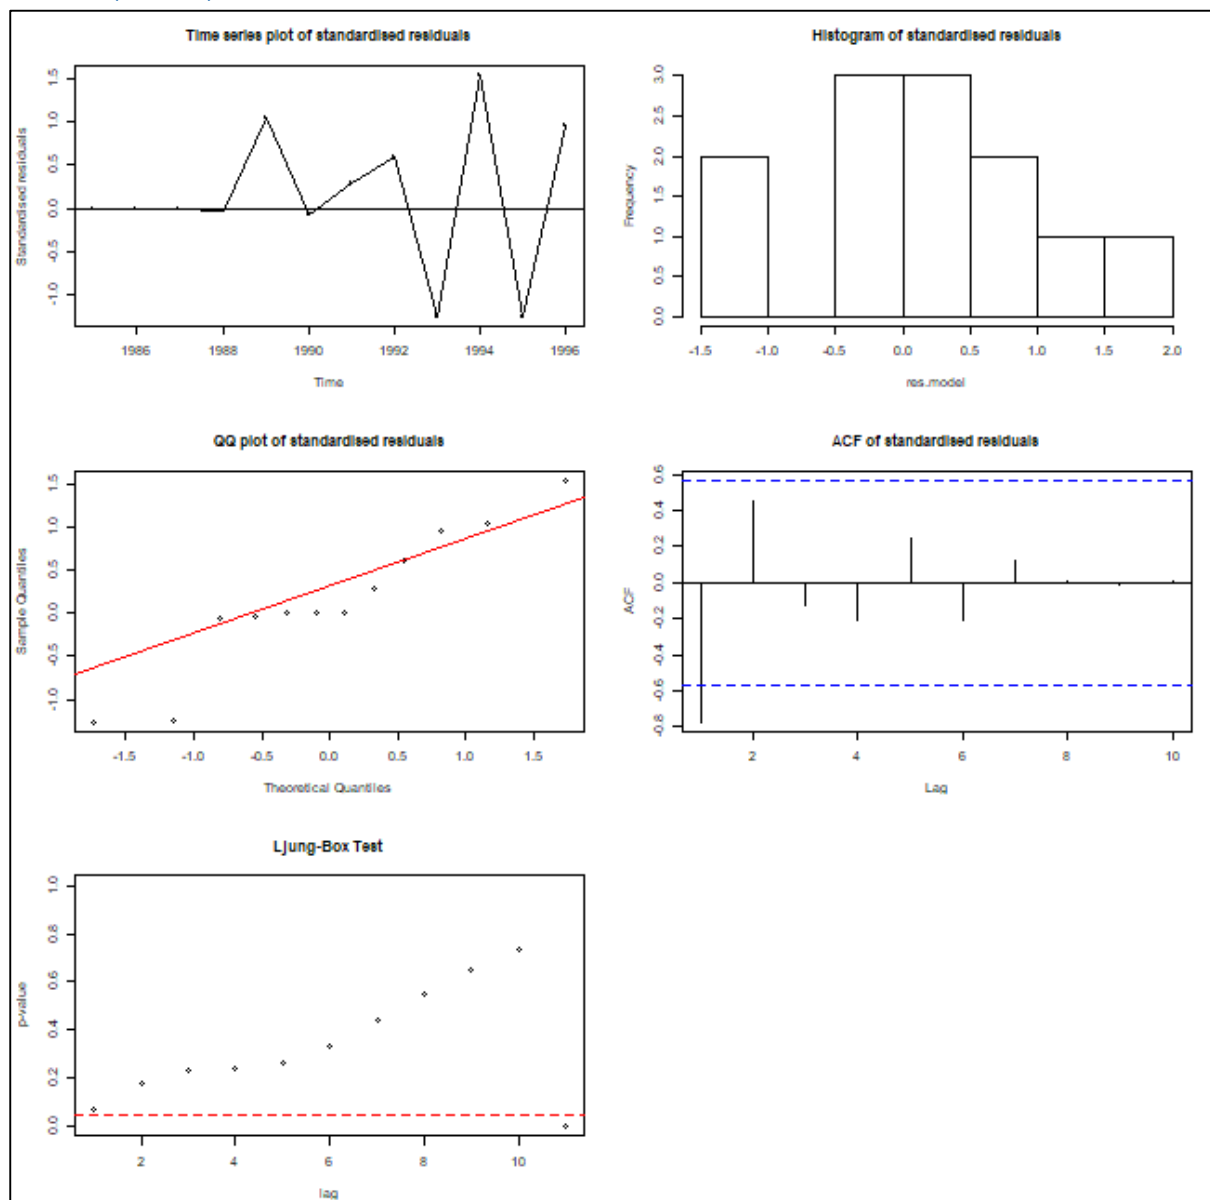 Time series plot of standardised residuals
Standardised residuals
1.5
1.0
0.5
0.0
-0.5
-1.0
1986 1988 1990 1992 1994 1996
Time
Histogram of standardised residuals
Frequency
3.0
2.5
2.0
1.5
1.0
0.5
0.0
-1.5 -1.0 -0.5 0.0 0.5 1.0 1.5 2.0
res.model
QQ plot of standardised residuals
Sample Quantiles
1.5
1.0
0.5
0.0
-0.5
-1.0
-1.5 -1.0 -0.5 0.0 0.5 1.0 1.5
Theoretical Quantiles
ACF of standardised residuals
ACF
0.6
0.4
0.2
0.0
-0.2
-0.4
-0.6
-0.8
2 4 6 8 10
Lag
Ljung-Box Test
p-value
1.0
0.8
0.6
0.4
0.2
0.0
2 4 6 8 10
lag